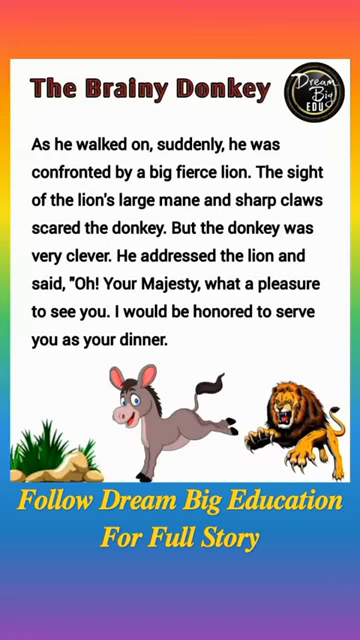 The Brainy Donkey
Dream
Big
EDU
As he walked on, suddenly, he was
confronted by a big fierce lion. The sight
of the lion's large mane and sharp claws
scared the donkey. But the donkey was
very clever. He addressed the lion and
said, "Oh! Your Majesty, what a pleasure
to see you. I would be honored to serve
you as your dinner.
Follow Dream Big Education
For Full Story